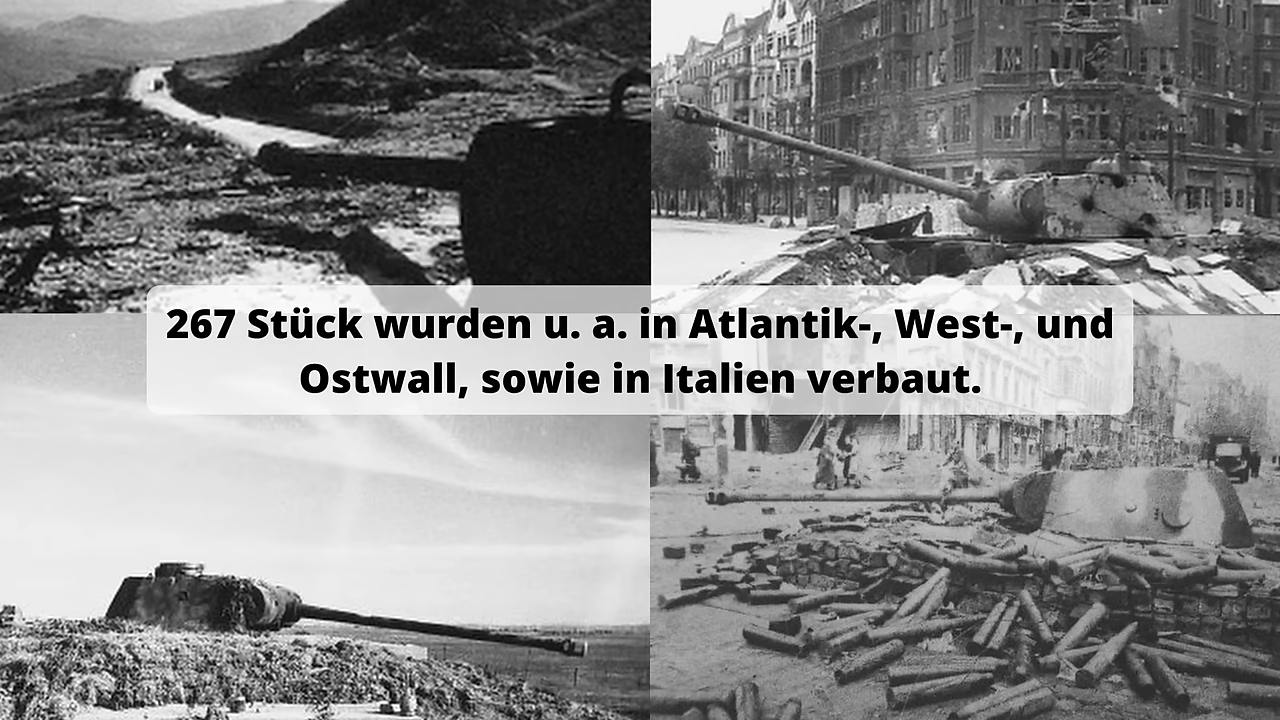 267 Stück wurden u. a. in Atlantik-, West-, und
Ostwall, sowie in Italien verbaut.